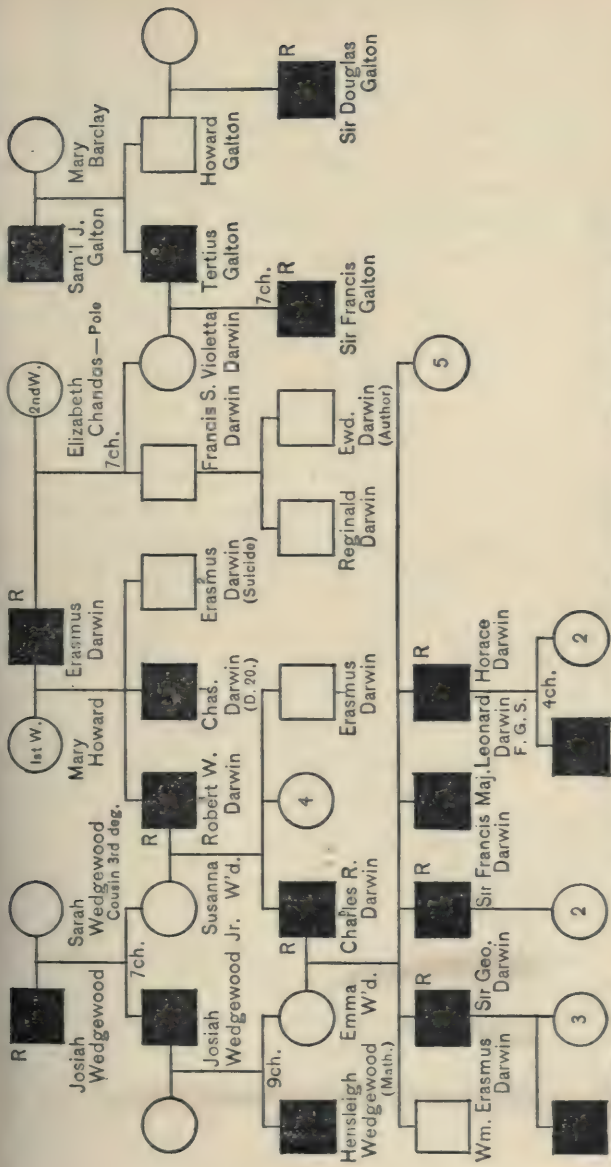 R
Josiah
Wedgewood
Sarah
Wedgewood
Cousin 3rd deg.
1st W.
Mary
Howard
R
Erasmus
Darwin
2nd W.
Elizabeth
Chandas—Pole
Sam'l J.
Galton
Mary
Barclay
7ch.
Josiah
Wedgewood Jr.
Susanna
W'd.
R
Robert W.
Darwin
Chas.
Darwin
(D. 20.)
Erasmus
Darwin
(Suicide)
7ch.
Francis S.
Darwin
Violetta
Darwin
Tertius
Galton
Howard
Galton
9ch.
Hensleigh
Wedgewood
(Math.)
Emma
W'd.
R
Charles R.
Darwin
4
Erasmus
Darwin
Reginald
Darwin
Ewd.
Darwin
(Author)
7ch.
R
Sir Francis
Galton
R
Sir Douglas
Galton
Wm. Erasmus
Darwin
R
Sir Geo.
Darwin
R
Sir Francis
Darwin
Maj. Leonard
Darwin
F. G. S.
R
Horace
Darwin
5
3
2
4ch.
2